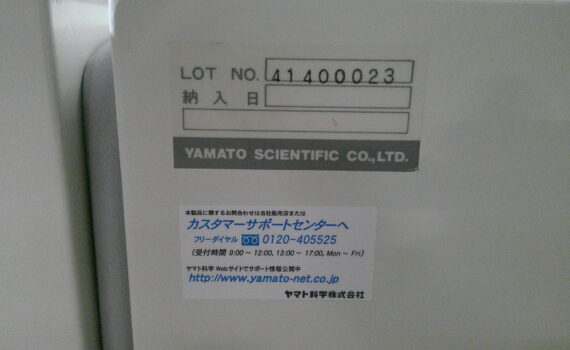 LOT NO. 41400023
納入日
YAMATO SCIENTIFIC CO.,LTD.
本製品に関するお問合わせは当社販売店または
カスタマーサポートセンターへ
フリーダイヤル 0120-405525
(受付時間 9:00～12:00, 13:00～17:00, Mon～Fri)
ヤマト科学Webサイトでサポート情報公開中
http://www.yamato-net.co.jp
ヤマト科学株式会社